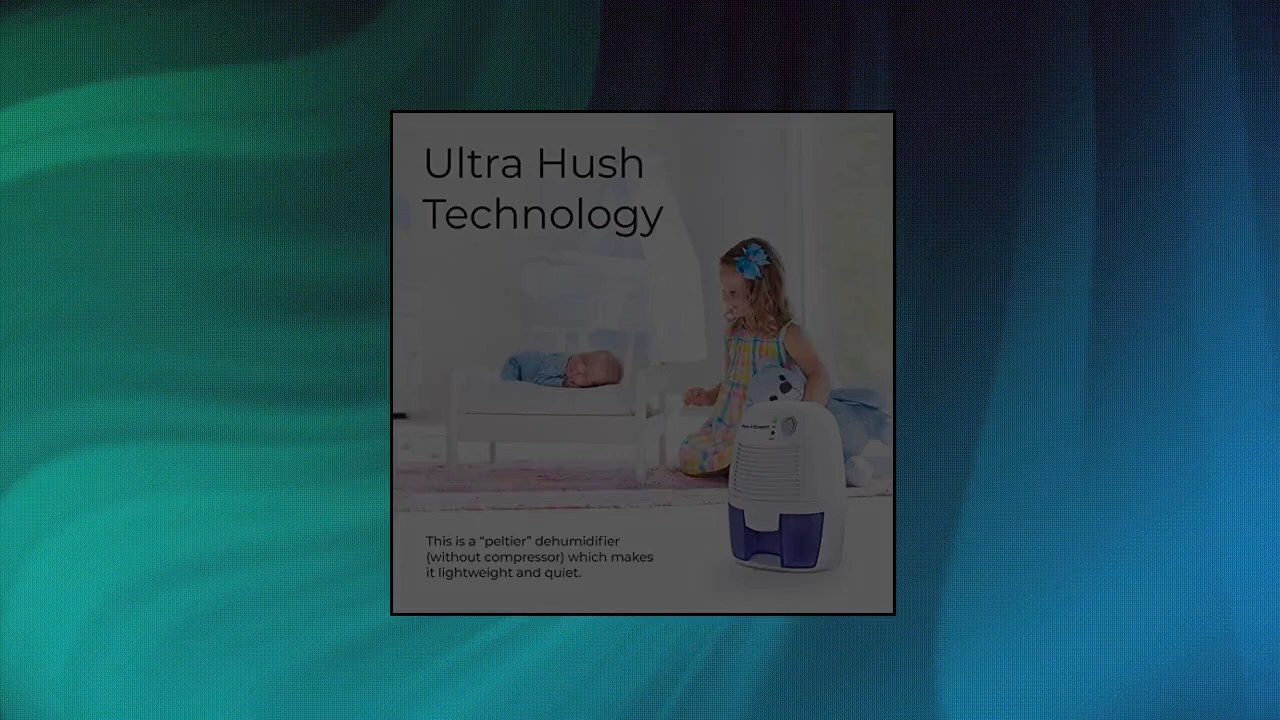 Ultra Hush
Technology
This is a “peltier” dehumidifier
(without compressor) which makes
it lightweight and quiet.